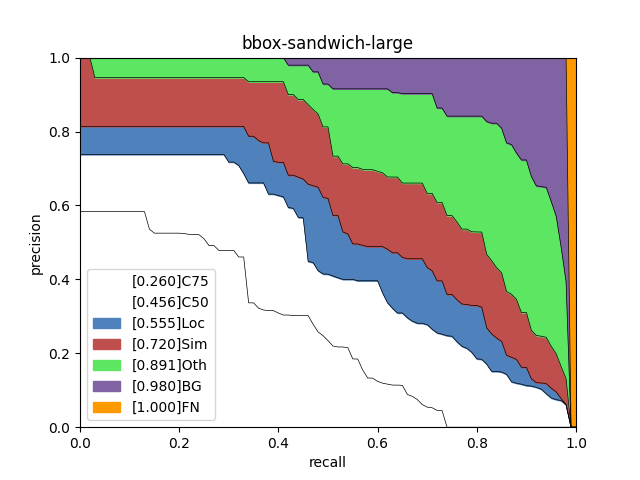 bbox-sandwich-large
1.0
0.8
0.6
0.4
0.2
0.0
precision
[0.260]C75
[0.456]C50
[0.555]Loc
[0.720]Sim
[0.891]Oth
[0.980]BG
[1.000]FN
0.0 0.2 0.4 0.6 0.8 1.0
recall